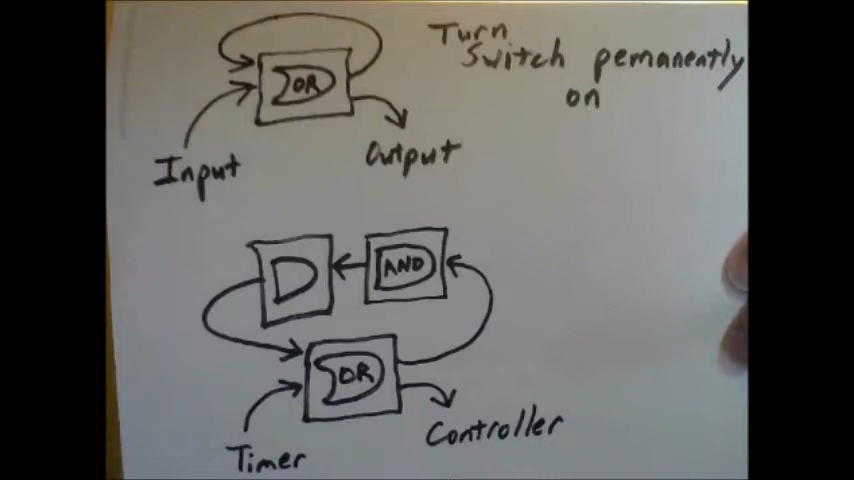 Turn
Switch pemanently
on
OR
Input
Output
AND
OR
Timer
Controller